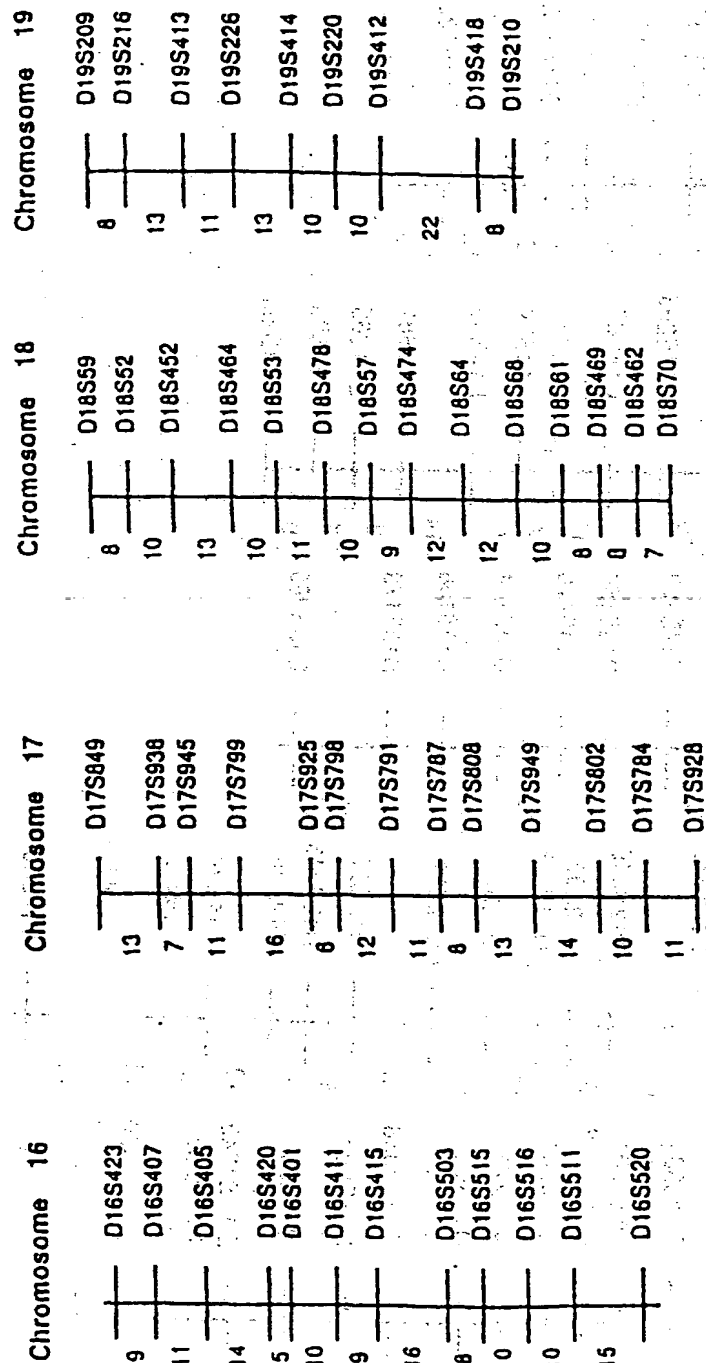 Chromosome 16
D16S423
9
D16S407
11
D16S405
14
D16S420
5
D16S401
10
D16S411
9
D16S415
16
D16S503
8
D16S515
0
D16S516
0
D16S511
15
D16S520
Chromosome 17
D17S849
13
D17S938
7
D17S945
11
D17S799
16
D17S925
6
D17S798
12
D17S791
11
D17S787
8
D17S808
13
D17S949
14
D17S802
10
D17S784
11
D17S928
Chromosome 18
D18S59
8
D18S52
10
D18S452
13
D18S464
10
D18S53
11
D18S478
10
D18S57
9
D18S474
12
D18S64
12
D18S68
10
D18S61
8
D18S469
8
D18S462
7
D18S70
Chromosome 19
D19S209
8
D19S216
13
D19S413
11
D19S226
13
D19S414
10
D19S220
10
D19S412
22
D19S418
8
D19S210